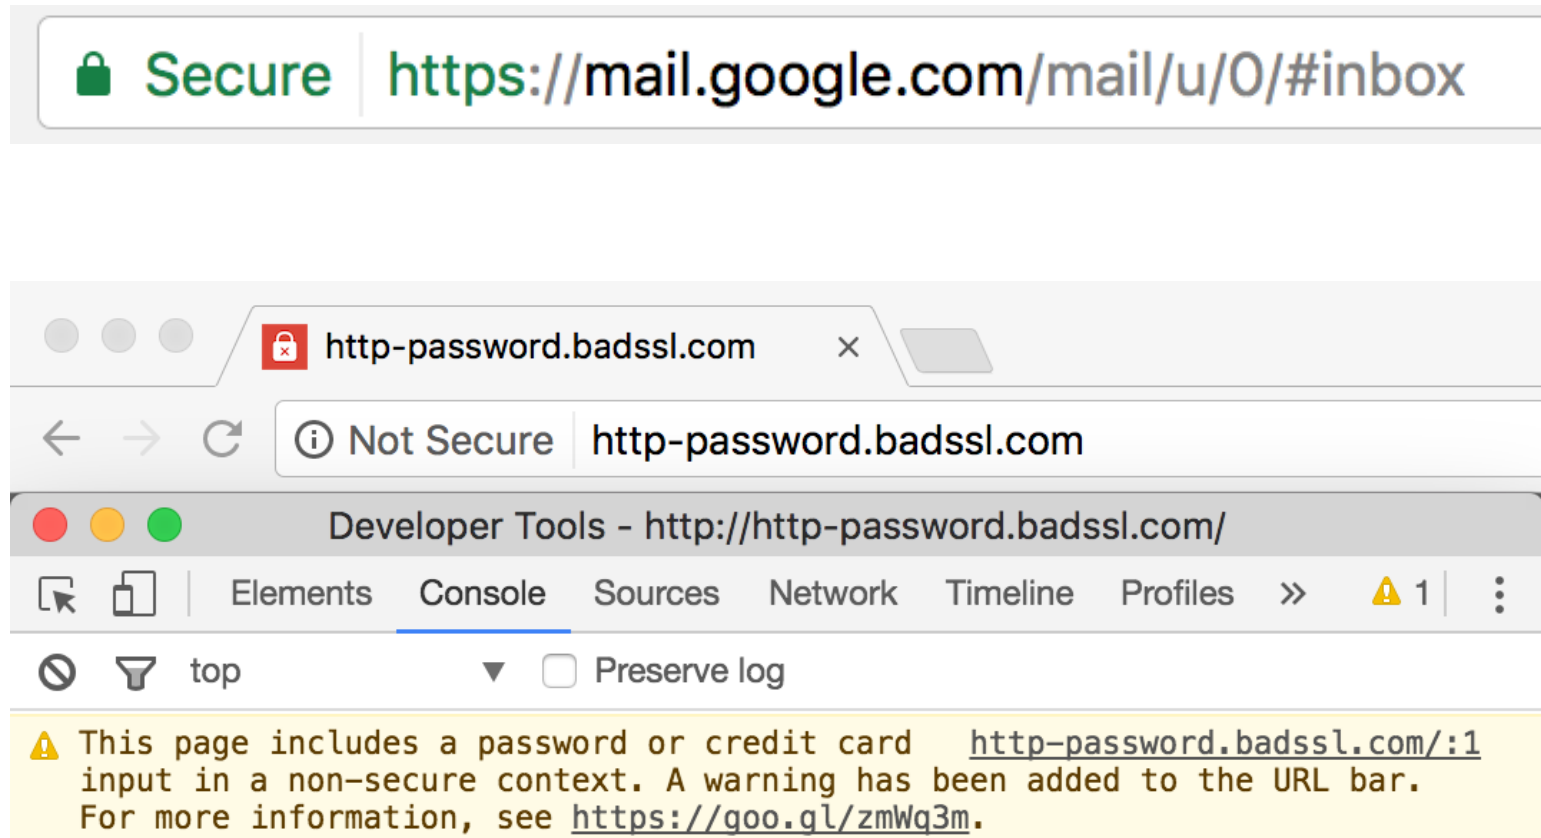 Secure https://mail.google.com/mail/u/0/#inbox
http-password.badssl.com
Not Secure http-password.badssl.com
Developer Tools - http://http-password.badssl.com/
Elements Console Sources Network Timeline Profiles 1
top Preserve log
This page includes a password or credit card http-password.badssl.com/:1
input in a non-secure context. A warning has been added to the URL bar.
For more information, see https://goo.gl/zmWq3m.